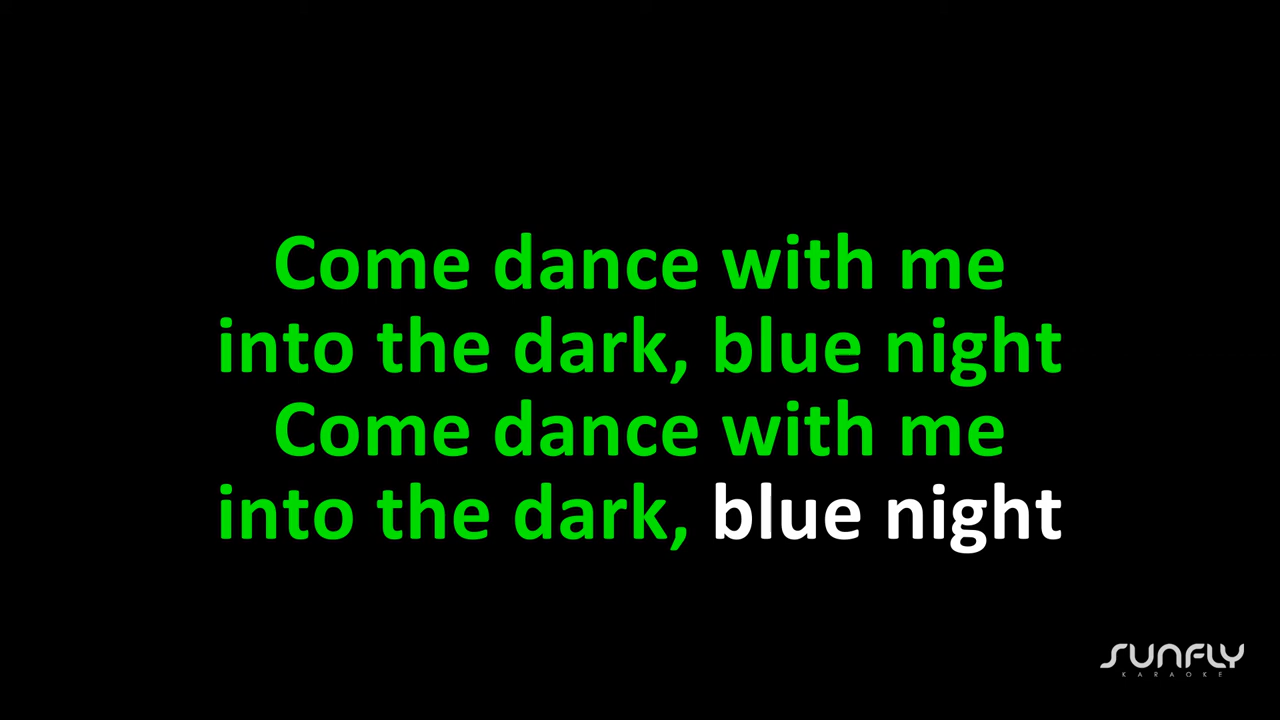 Come dance with me
into the dark, blue night
Come dance with me
into the dark, blue night
SUNFLY
KARAOKE